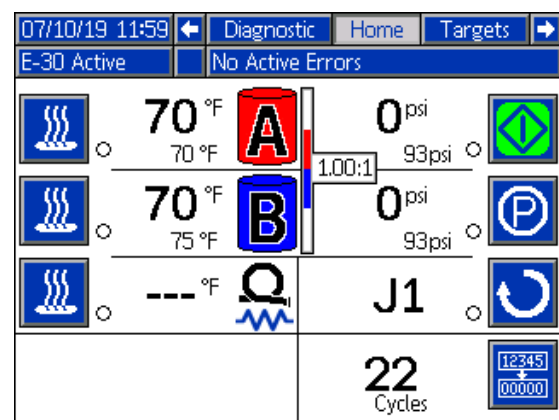 07/10/19 11:59 Diagnostic Home Targets
E-30 Active No Active Errors
70 °F A 0 psi
70 °F 93psi
1.00:1
70 °F B 0 psi
75 °F 93psi
P
--- °F J1
22
Cycles
12345
00000